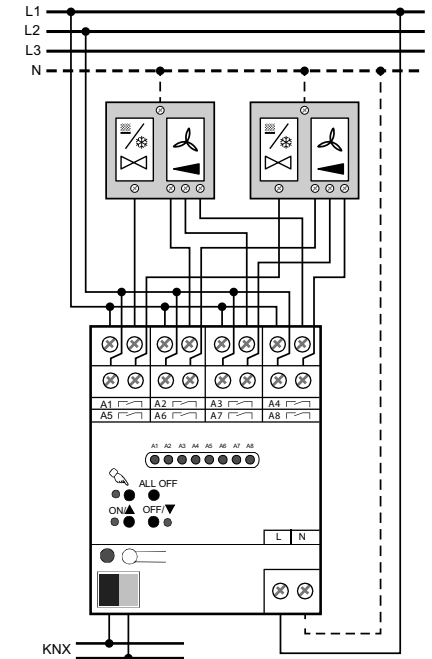 L1
L2
L3
N
A1 A2 A3 A4
A5 A6 A7 A8
A1 A2 A3 A4 A5 A6 A7 A8
ALL OFF
ON/▲ OFF/▼
L N
KNX